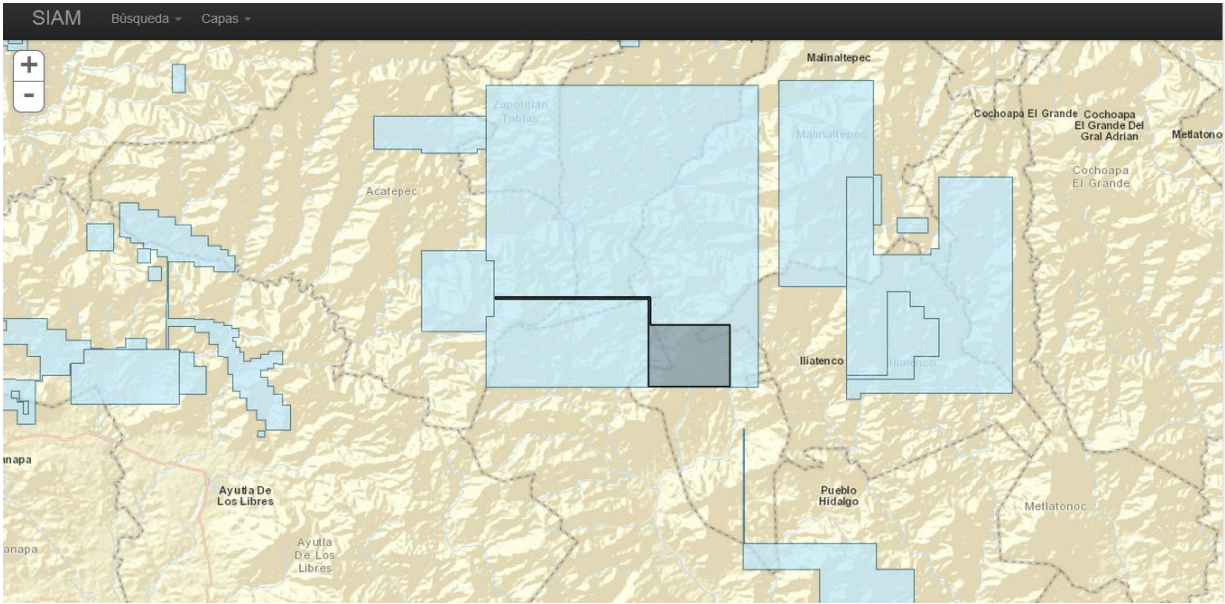 SIAM Búsqueda Capas
+
-
Malinaltepec
Zapotitlán
Tablas
Cochoapa El Grande
Cochoapa
El Grande Del
Gral Adrian
Metlatono
Malinaltepec
Cochoapa
El Grande
Acatepec
Iliatenco
Iliatenco
anapa
Ayutla De
Los Libres
Pueblo
Hidalgo
Metlatonoc
anapa
Ayutla
De Los
Libres